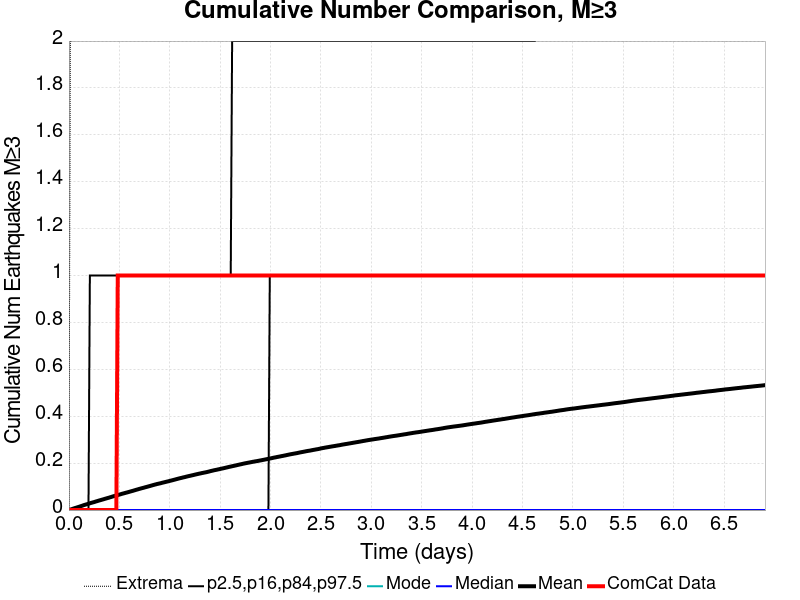 Cumulative Number Comparison, M≥3
Cumulative Num Earthquakes M≥3
2
1.8
1.6
1.4
1.2
1
0.8
0.6
0.4
0.2
0
0.0 0.5 1.0 1.5 2.0 2.5 3.0 3.5 4.0 4.5 5.0 5.5 6.0 6.5
Time (days)
Extrema p2.5,p16,p84,p97.5 Mode Median Mean ComCat Data